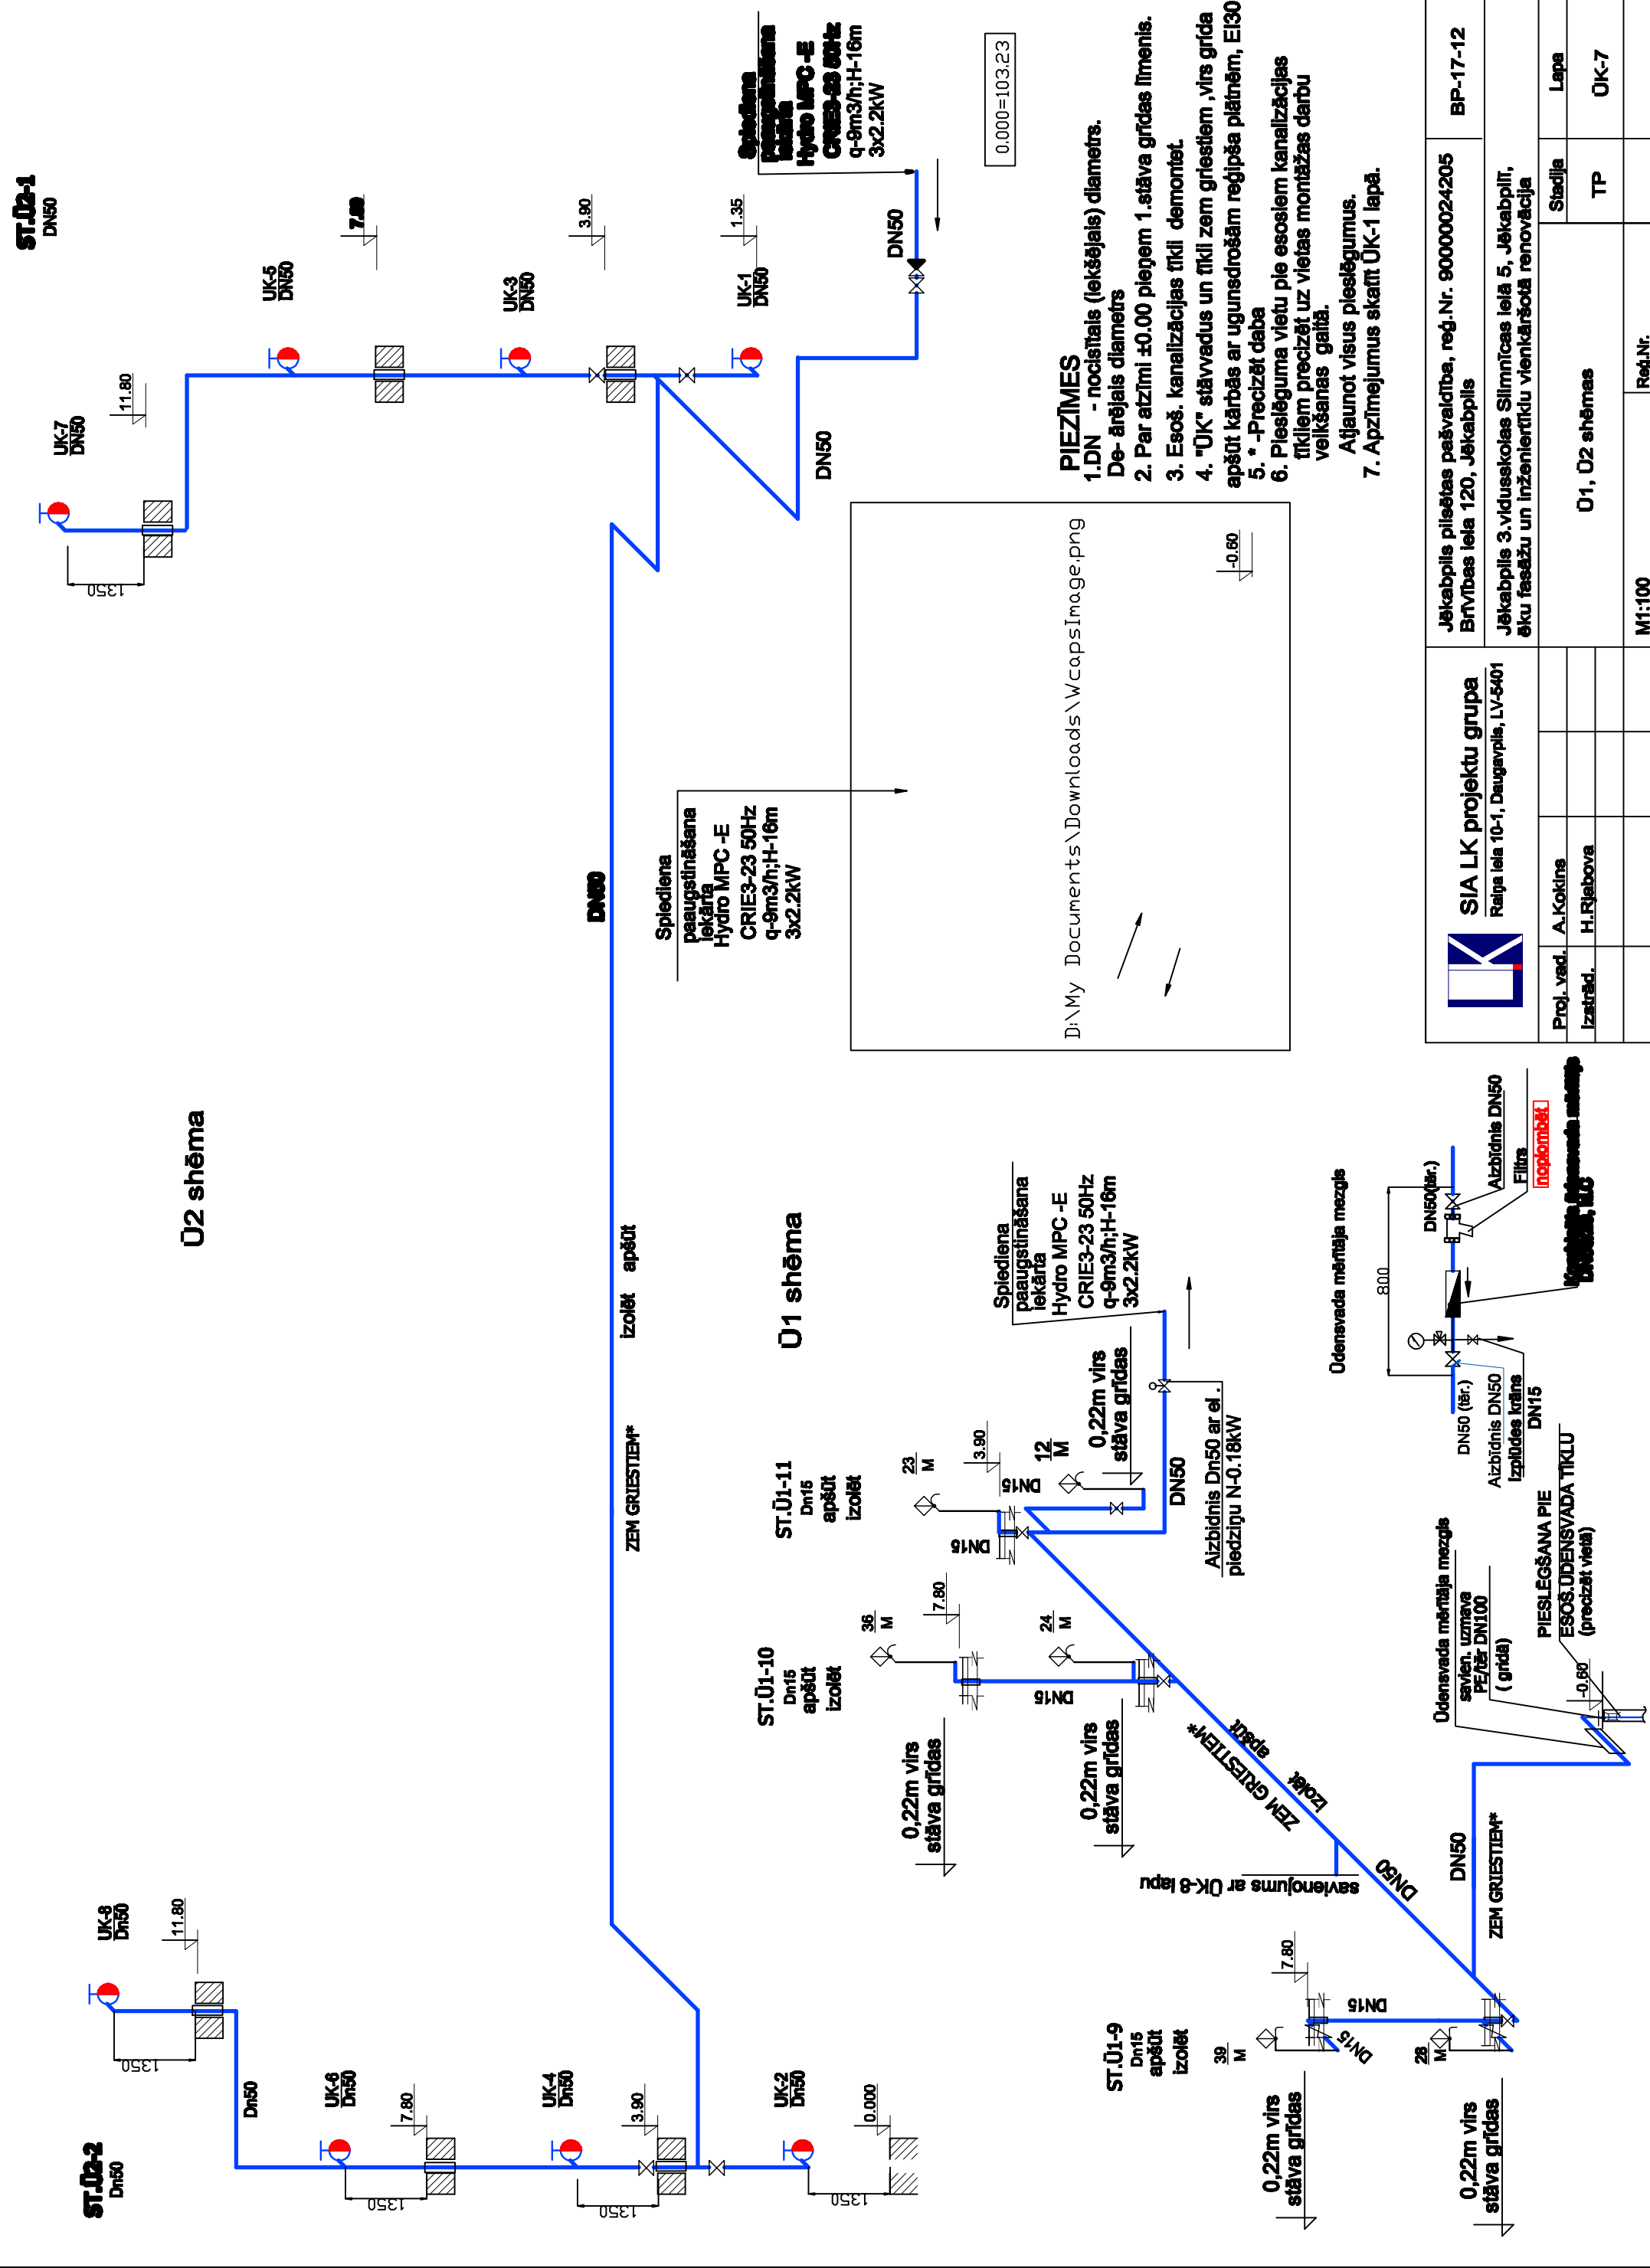 Ū2 shēma
ST.Ū2-2
Dn50
UK-8
Dn50
11.80
1350
Dn50
UK-6
Dn50
7.80
1350
UK-4
Dn50
3.90
1350
UK-2
Dn50
0.000
1350
ZEM GRIESTIEM*
izolēt apšūt
ST.Ū2-1
DN50
UK-7
DN50
11.80
1350
UK-5
DN50
UK-3
DN50
3.90
UK-1
DN50
1.35
DN50
DN50
Spiediena
paaugstināšana
iekārta
Hydro MPC -E
CRIE3-23 50Hz
q-9m3/h;H-16m
3x2.2kW
0.000=103.23
Spiediena
paaugstināšana
iekārta
Hydro MPC -E
CRIE3-23 50Hz
q-9m3/h;H-16m
3x2.2kW
D:\My Documents\Downloads\WcapsImage.png
-0.60
PIEZĪMES
1.DN - nocisītais (iekšējais) diametrs.
De- ārējais diametrs
2. Par atzīmi ±0.00 pieņem 1.stāva grīdas līmenis.
3. Esoš. kanalizācijas tīkli demontet.
4. "ŪK" stāvvadus un tīkli zem griestiem ,virs grīda
apšūt kārbās ar ugunsdrošām reģipša plātnēm, EI30
5. * -Precizēt daba
6. Pieslēguma vietu pie esosiem kanalizācijas
tīkliem precizēt uz vietas montāžas darbu
veikšanas gaitā.
Atjaunot visus pieslēgumus.
7. Apzīmejumus skatīt ŪK-1 lapā.
Ū1 shēma
Spiediena
paaugstināšana
iekārta
Hydro MPC -E
CRIE3-23 50Hz
q-9m3/h;H-16m
3x2.2kW
ST.Ū1-11
Dn15
apšūt
izolēt
23
M
3.90
DN15
DN15
12
M
0,22m virs
stāva grīdas
DN50
Aizbidnis Dn50 ar el .
piedziņu N-0.18kW
ST.Ū1-10
Dn15
apšūt
izolēt
36
M
7.80
DN15
24
M
0,22m virs
stāva grīdas
0,22m virs
stāva grīdas
ZEM GRIESTIEM*
apšūt
izolēt
savienojums ar ŪK-8 lapu
DN50
ST.Ū1-9
Dn15
apšūt
izolēt
39
M
7.80
DN15
DN15
28
M
0,22m virs
stāva grīdas
0,22m virs
stāva grīdas
DN50
ZEM GRIESTIEM*
Ūdensvada mērītāja mezgls
savien. uzmava
PE/tēr DN100
( grīdā)
-0.60
PIESLĒGŠANA PIE
ESOŠ.ŪDENSVADA TĪKLU
(precizēt vietā)
Ūdensvada mērītāja mezgls
800
DN50(tēr.)
DN50 (tēr.)
Aizbīdnis DN50
Izplūdes krāns
DN15
Aizbīdnis DN50
Filtrs
noplombēt
SIA LK projektu grupa
Raiņa iela 10-1, Daugavpils, LV-5401
Proj. vad.
A.Kokins
Izstrād.
H.Rjabova
Jēkabpils pilsētas pašvaldība, reģ.Nr. 90000024205
Brīvības iela 120, Jēkabpils
BP-17-12
Jēkabpils 3.vidusskolas Slimnīcas ielā 5, Jēkabpilī,
ēku fasāžu un inženiertīklu vienkāršotā renovācija
Ū1, Ū2 shēmas
Stadija
Lapa
TP
ŪK-7
M1:100
Reģ.Nr.